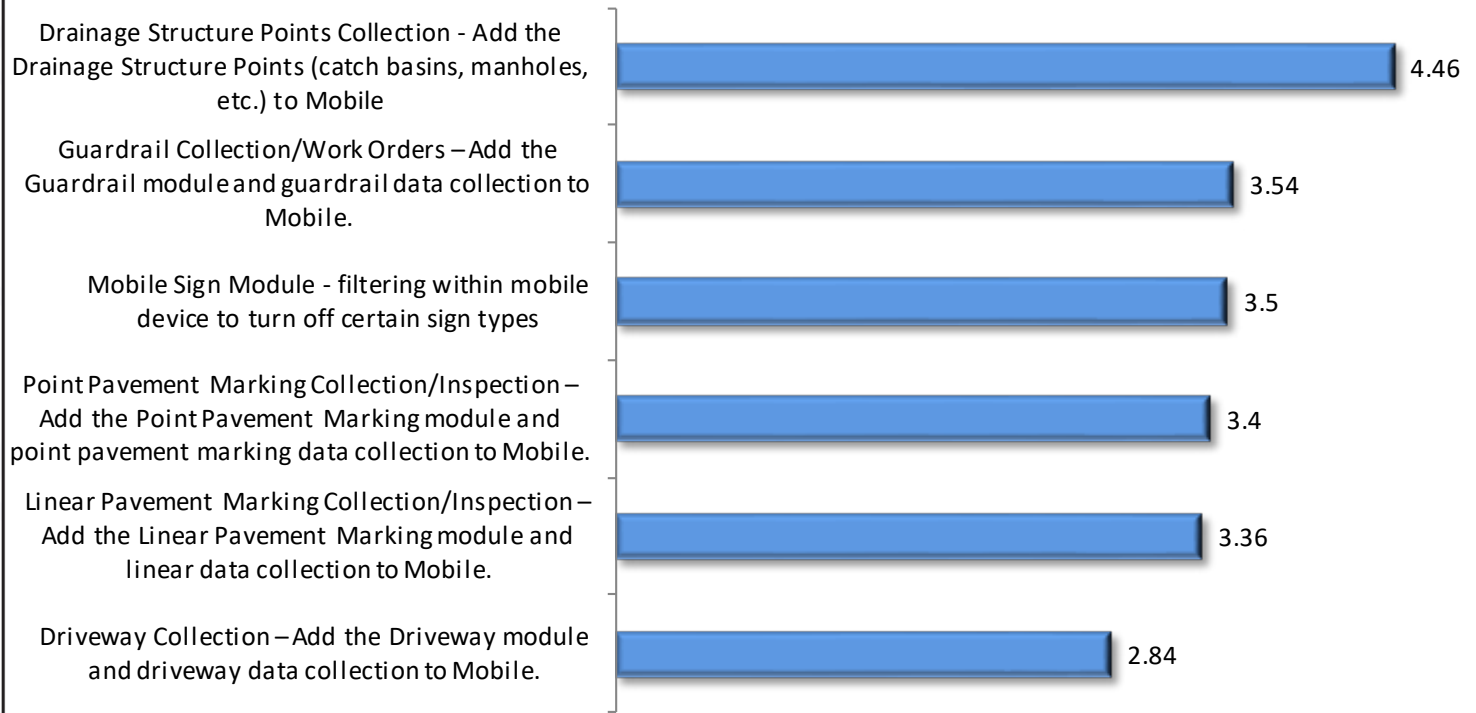 Drainage Structure Points Collection - Add the
Drainage Structure Points (catch basins, manholes,
etc.) to Mobile
4.46
Guardrail Collection/Work Orders – Add the
Guardrail module and guardrail data collection to
Mobile.
3.54
Mobile Sign Module - filtering within mobile
device to turn off certain sign types
3.5
Point Pavement Marking Collection/Inspection –
Add the Point Pavement Marking module and
point pavement marking data collection to Mobile.
3.4
Linear Pavement Marking Collection/Inspection –
Add the Linear Pavement Marking module and
linear data collection to Mobile.
3.36
Driveway Collection – Add the Driveway module
and driveway data collection to Mobile.
2.84